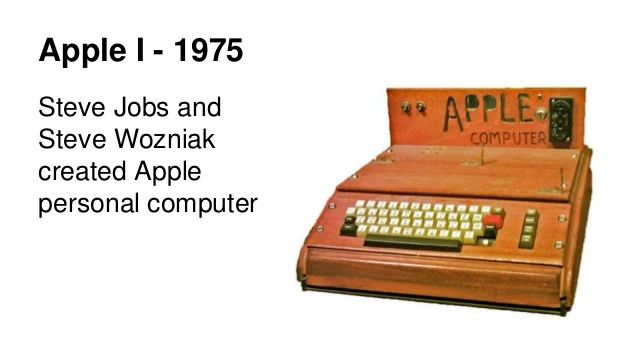 Apple I - 1975
Steve Jobs and
Steve Wozniak
created Apple
personal computer
APPLE
COMPUTER